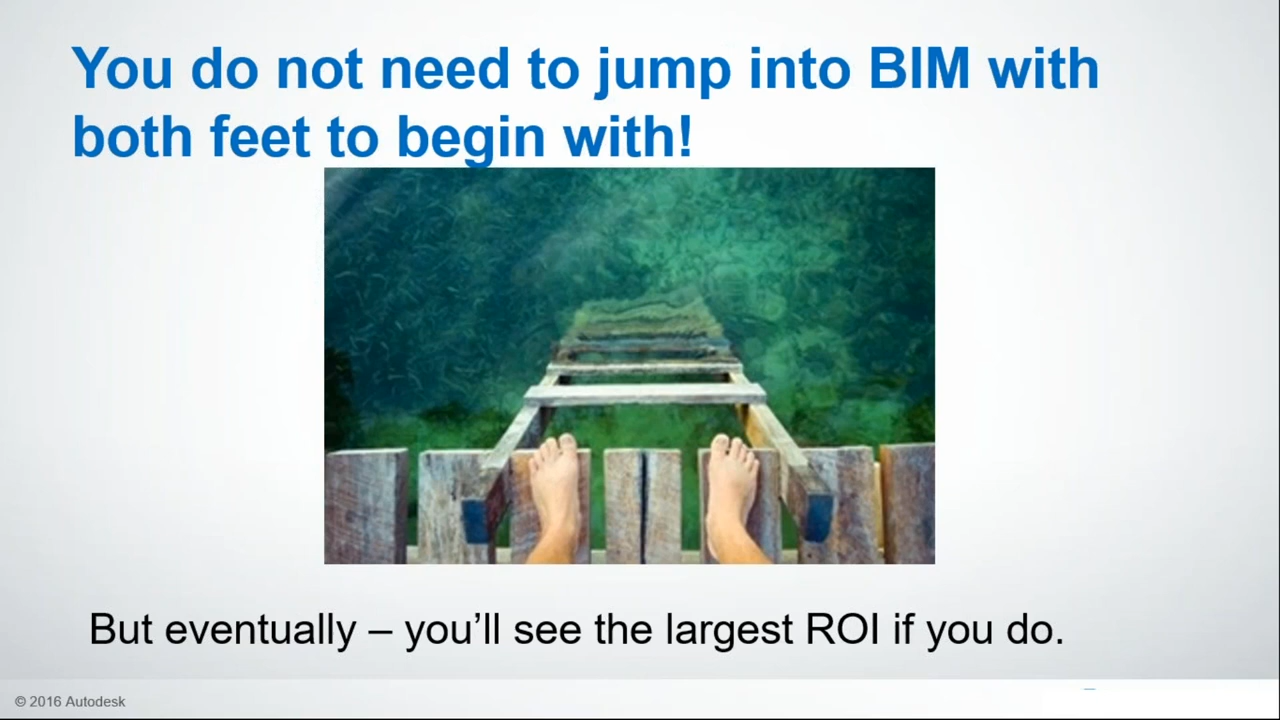 You do not need to jump into BIM with
both feet to begin with!
But eventually – you’ll see the largest ROI if you do.
© 2016 Autodesk